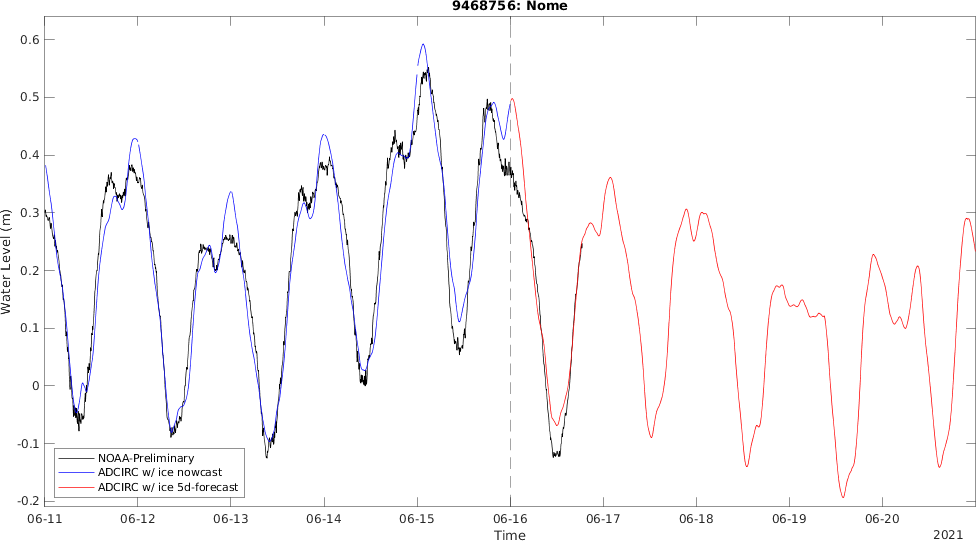 9468756: Nome
0.6
0.5
0.4
0.3
0.2
0.1
0
-0.1
-0.2
Water Level (m)
NOAA-Preliminary
ADCIRC w/ ice nowcast
ADCIRC w/ ice 5d-forecast
06-11 06-12 06-13 06-14 06-15 06-16 06-17 06-18 06-19 06-20
Time
2021